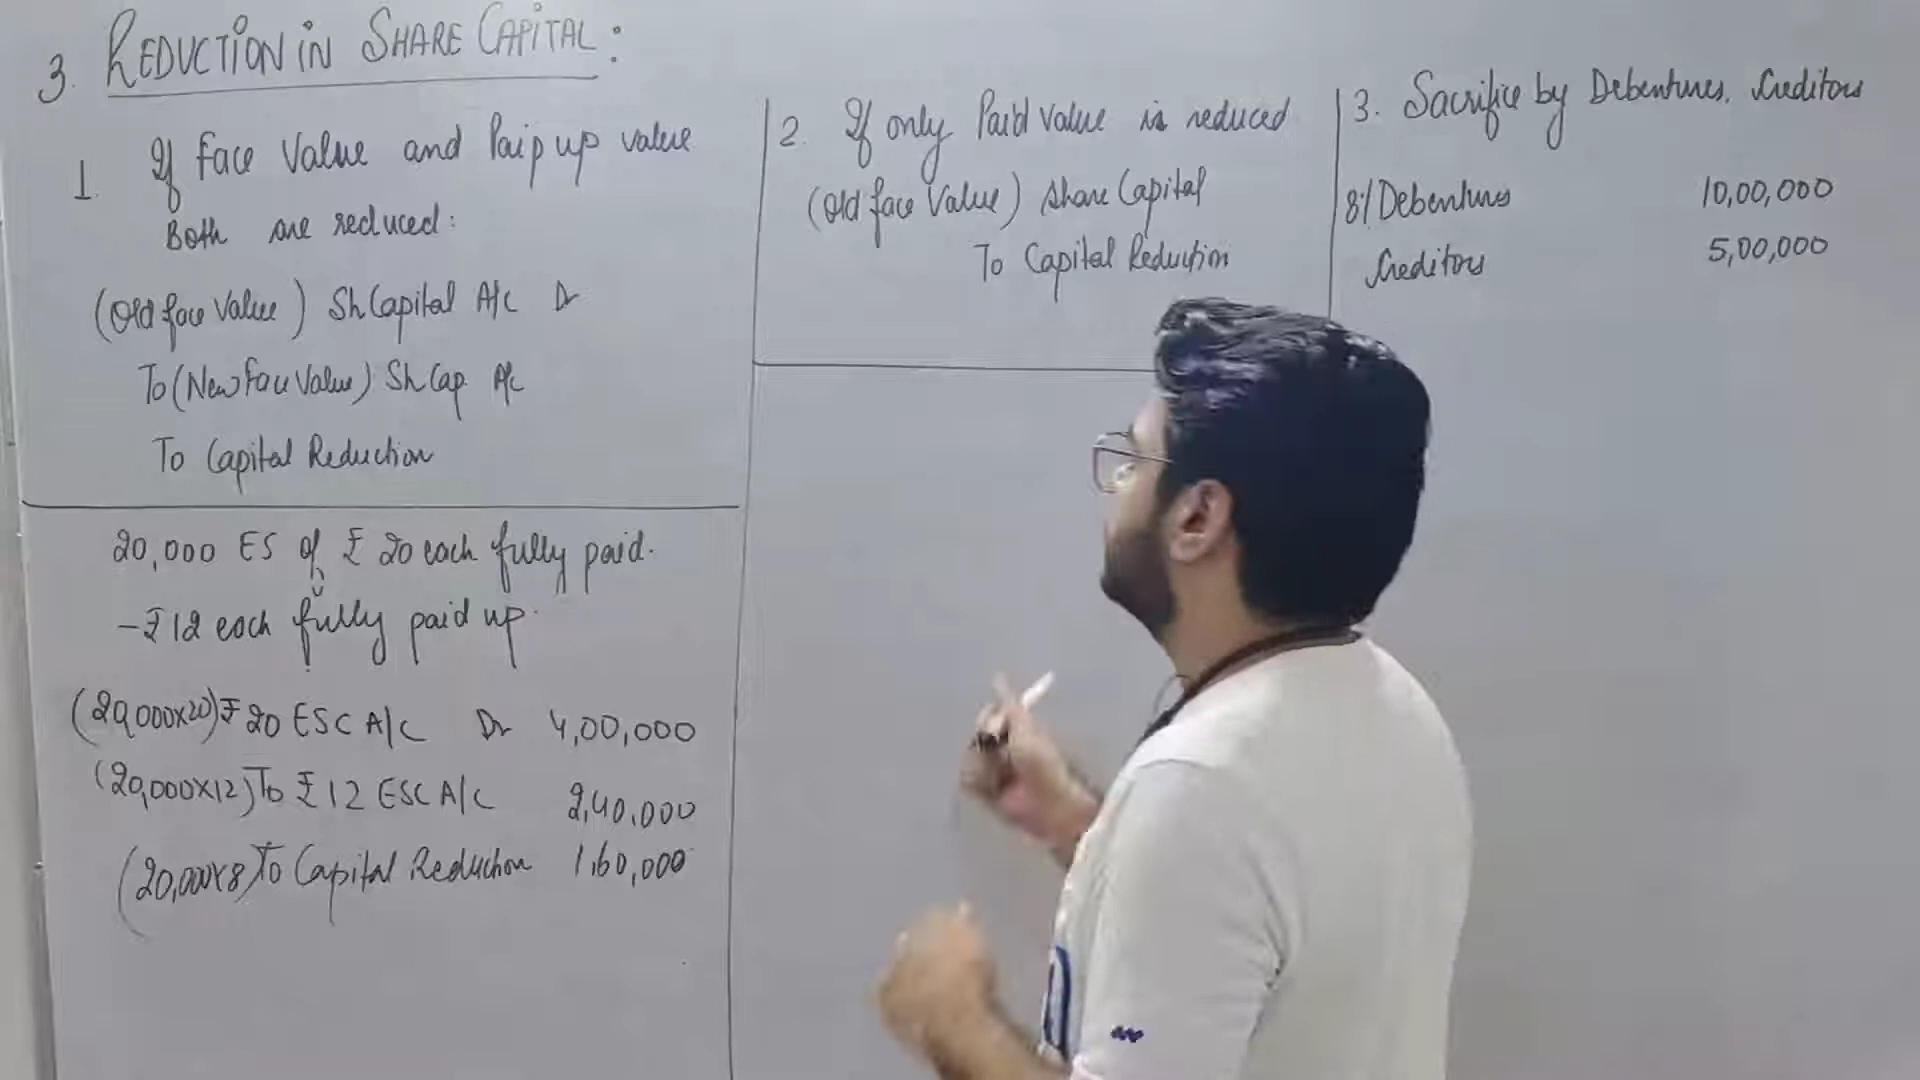 3. REDUCTION IN SHARE CAPITAL:
1. If Face Value and Paip up value
Both are reduced:
(Old face Value) Sh Capital A/c Dr
To (New Face Value) Sh Cap. A/c
To Capital Reduction
20,000 ES of ₹ 20 each fully paid.
-₹12 each fully paid up.
(20,000x20) ₹ 20 ESC A/C Dr 4,00,000
(20,000x12) To ₹ 12 ESC A/C 2,40,000
(20,000x8) To Capital Reduction 1,60,000
2. If only Paid Value is reduced
(Old face Value) Share Capital
To Capital Reduction
3. Sacrifice by Debentures, Creditors
8% Debentures 10,00,000
Creditors 5,00,000